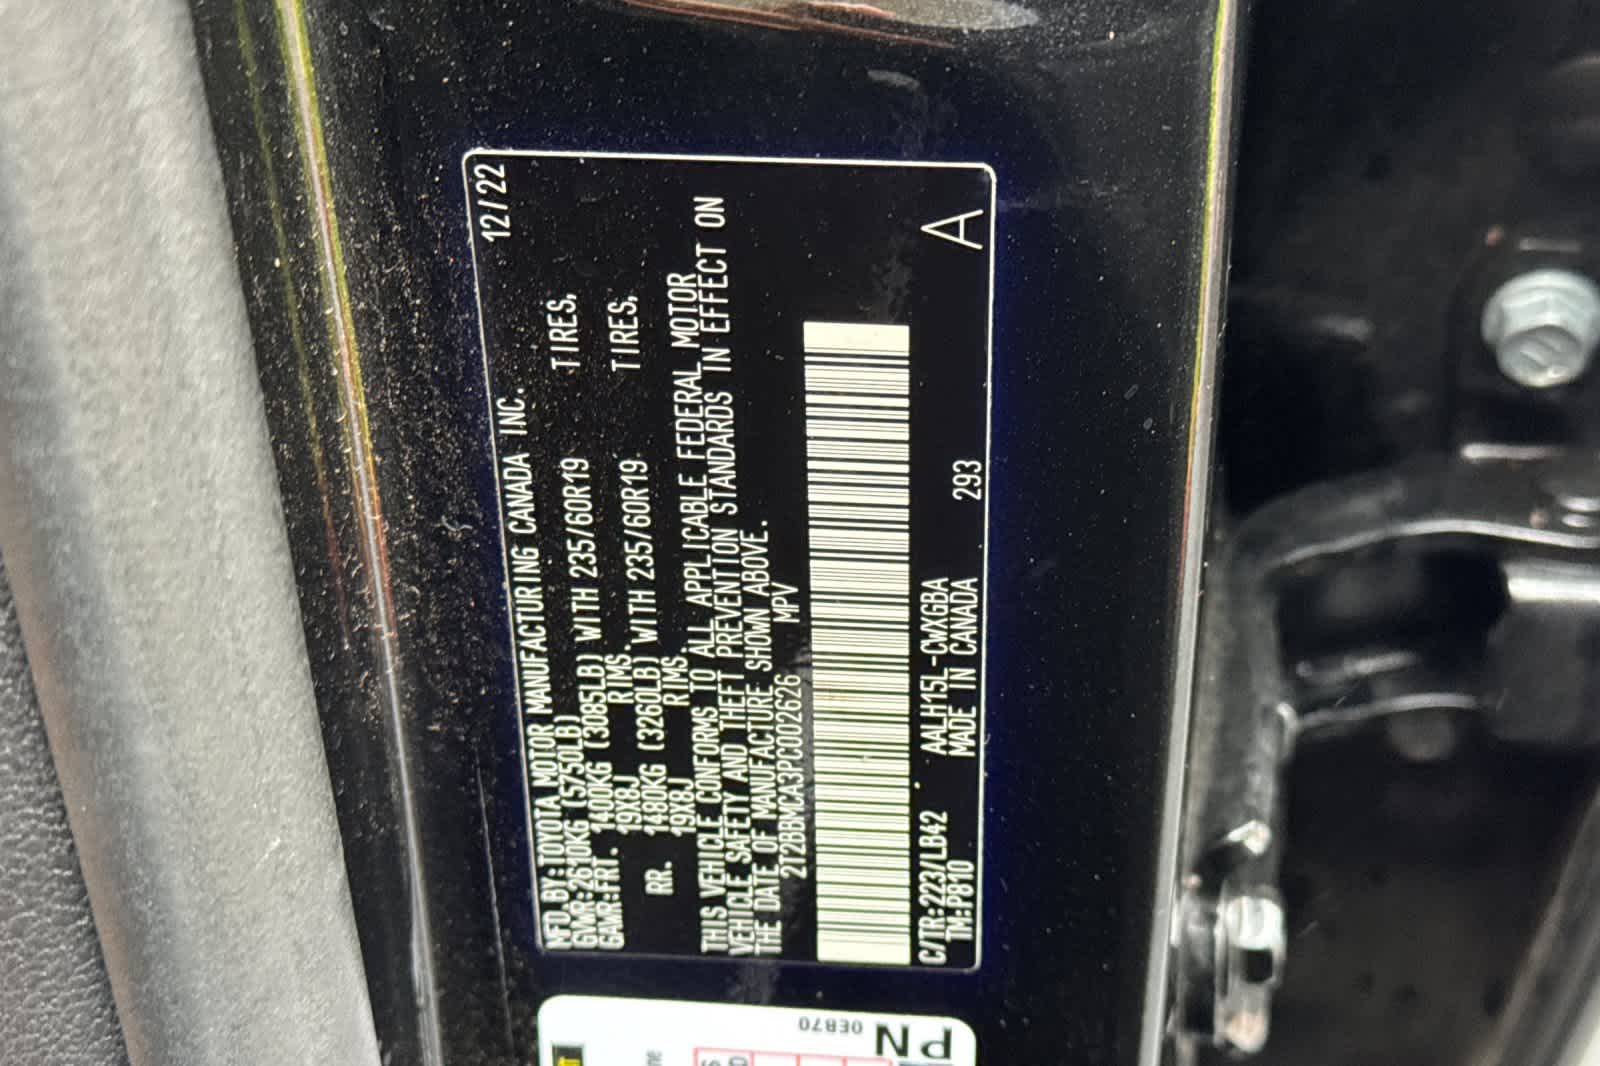 MFD.BY:TOYOTA MOTOR MANUFACTURING CANADA INC. 12/22
GVWR:2610KG (5750LB)
GAWR:FRT. 1400KG (3085LB) WITH 235/60R19 TIRES,
19X8J RIMS.
RR. 1480KG (3260LB) WITH 235/60R19 TIRES,
19X8J RIMS.
THIS VEHICLE CONFORMS TO ALL APPLICABLE FEDERAL MOTOR
VEHICLE SAFETY AND THEFT PREVENTION STANDARDS IN EFFECT ON
THE DATE OF MANUFACTURE SHOWN ABOVE.
2T2BBMCA3PC002626 MPV
C/TR:223/LB42 AALH15L-CWXGBA 293 A
TM:P810 MADE IN CANADA
0EB70
PN